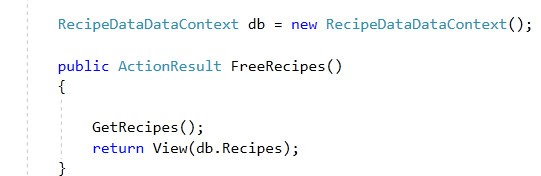 RecipeDataDataContext db = new RecipeDataDataContext();
public ActionResult FreeRecipes()
{
GetRecipes();
return View(db.Recipes);
}